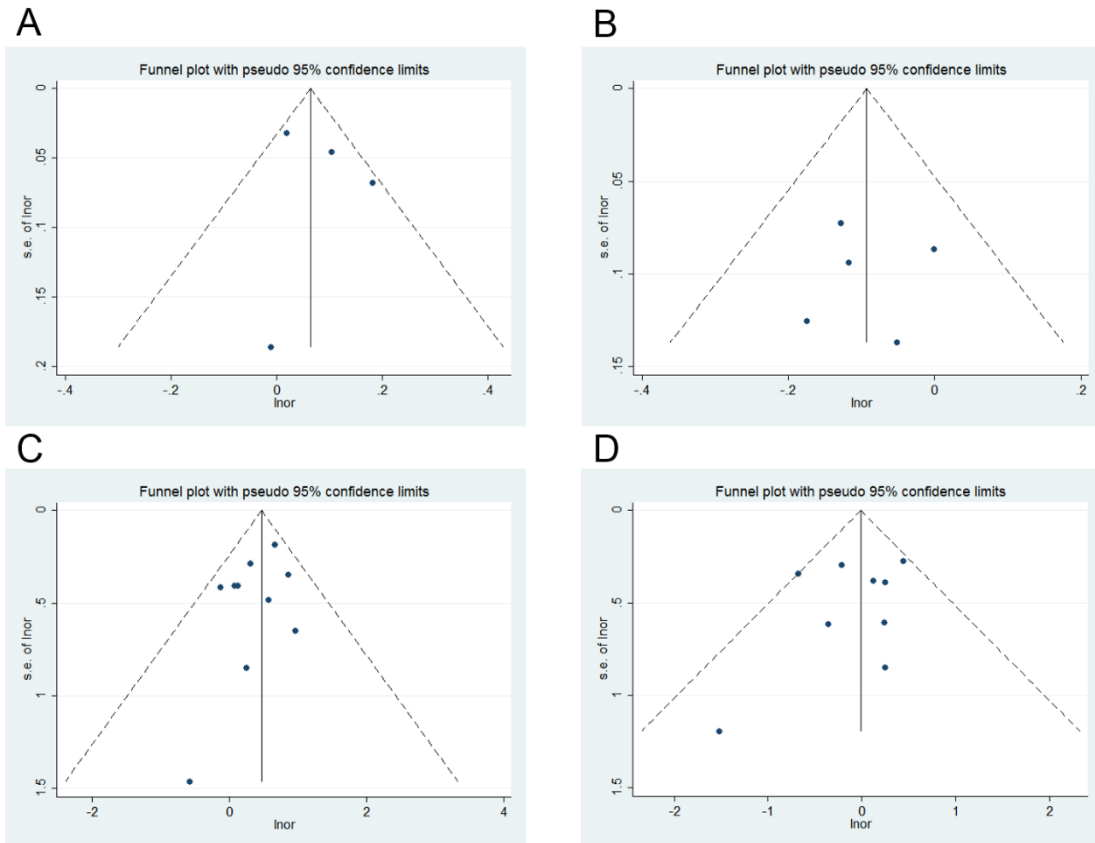 A
Funnel plot with pseudo 95% confidence limits
0
.05
.1
.15
.2
s.e. of lnor
-.4
-.2
0
.2
.4
lnor
B
Funnel plot with pseudo 95% confidence limits
0
.05
.1
.15
s.e. of lnor
-.4
-.2
0
.2
lnor
C
Funnel plot with pseudo 95% confidence limits
0
.5
1
1.5
s.e. of lnor
-2
0
2
4
lnor
D
Funnel plot with pseudo 95% confidence limits
0
.5
1
1.5
s.e. of lnor
-2
-1
0
1
2
lnor